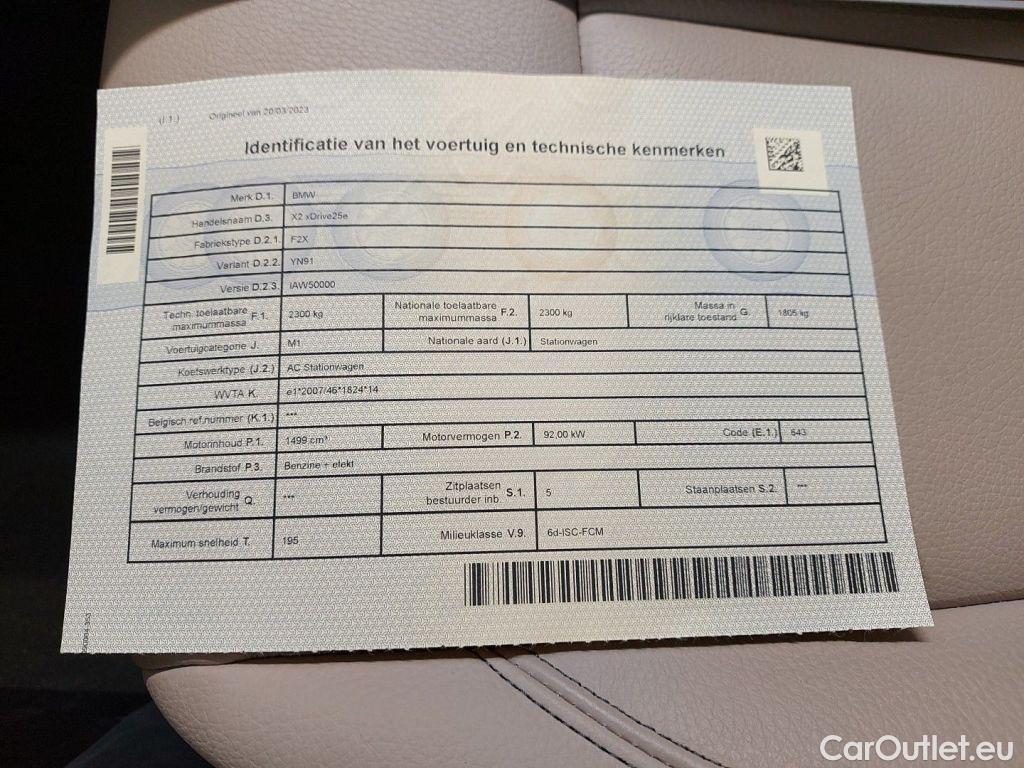 (I.1.) Origineel van 20/03/2023
Identificatie van het voertuig en technische kenmerken
Merk D.1. BMW
Handelsnaam D.3. X2 xDrive25e
Fabriekstype D.2.1. F2X
Variant D.2.2. YN91
Versie D.2.3. IAW50000
Techn. toelaatbare maximummassa F.1. 2300 kg Nationale toelaatbare maximummassa F.2. 2300 kg Massa in rijklare toestand G. 1805 kg
Voertuigcategorie J. M1 Nationale aard (J.1.) Stationwagen
Koetswerktype (J.2.) AC Stationwagen
WVTA K. e1*2007/46*1824*14
Belgisch ref.nummer (K.1.) ***
Motorinhoud P.1. 1499 cm³ Motorvermogen P.2. 92,00 kW Code (E.1.) 643
Brandstof P.3. Benzine + elekt
Verhouding vermogen/gewicht Q. *** Zitplaatsen bestuurder inb. S.1. 5 Staanplaatsen S.2. ***
Maximum snelheid T. 195 Milieuklasse V.9. 6d-ISC-FCM
CarOutlet.eu